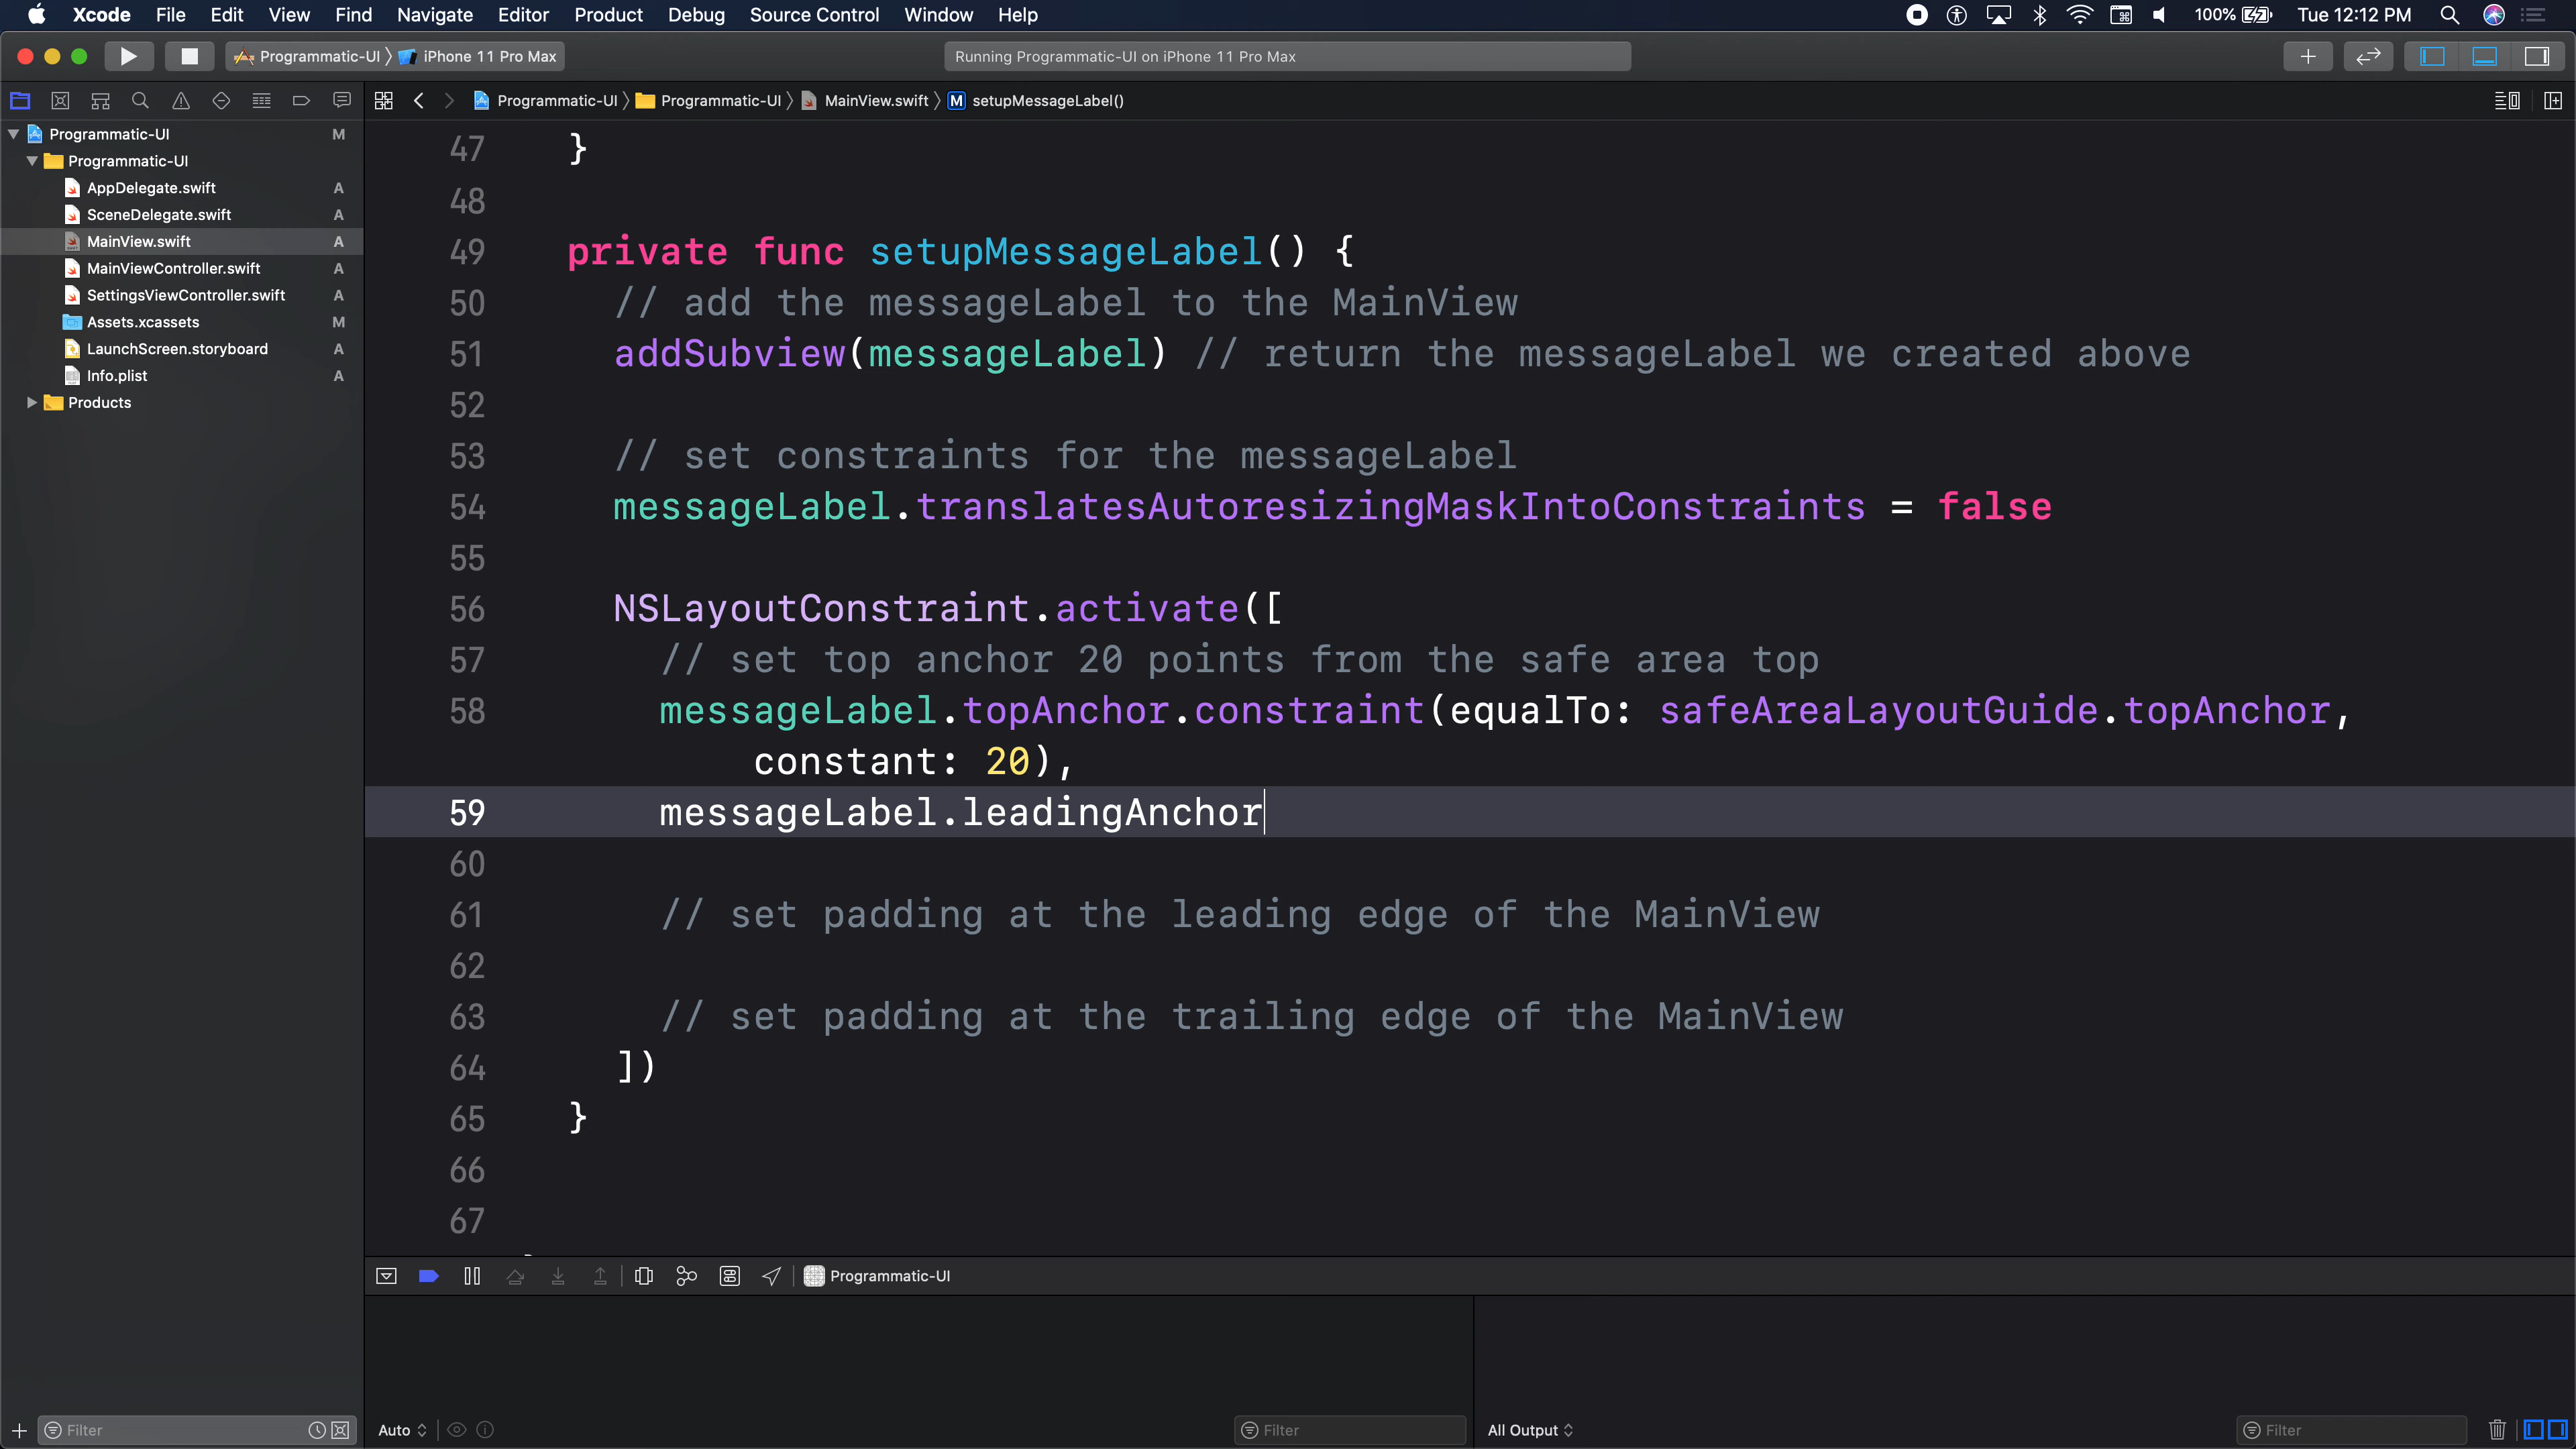 Xcode File Edit View Find Navigate Editor Product Debug Source Control Window Help 100% Tue 12:12 PM
Programmatic-UI iPhone 11 Pro Max Running Programmatic-UI on iPhone 11 Pro Max
Programmatic-UI Programmatic-UI MainView.swift M setupMessageLabel()
Programmatic-UI M
Programmatic-UI
AppDelegate.swift A
SceneDelegate.swift A
MainView.swift A
MainViewController.swift A
SettingsViewController.swift A
Assets.xcassets M
LaunchScreen.storyboard A
Info.plist A
Products
47 }
48
49 private func setupMessageLabel() {
50 // add the messageLabel to the MainView
51 addSubview(messageLabel) // return the messageLabel we created above
52
53 // set constraints for the messageLabel
54 messageLabel.translatesAutoresizingMaskIntoConstraints = false
55
56 NSLayoutConstraint.activate([
57 // set top anchor 20 points from the safe area top
58 messageLabel.topAnchor.constraint(equalTo: safeAreaLayoutGuide.topAnchor,
constant: 20),
59 messageLabel.leadingAnchor
60
61 // set padding at the leading edge of the MainView
62
63 // set padding at the trailing edge of the MainView
64 ])
65 }
66
67
Programmatic-UI
Filter Auto Filter All Output Filter